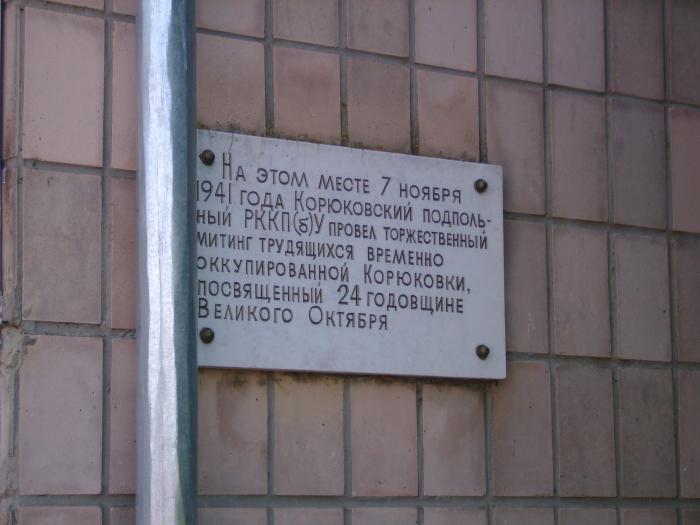 На этом месте 7 ноября
1941 года Корюковский подполь-
ный РККП(б)У провел торжественный
митинг трудящихся временно
оккупированной Корюковки,
посвященный 24 годовщине
Великого Октября